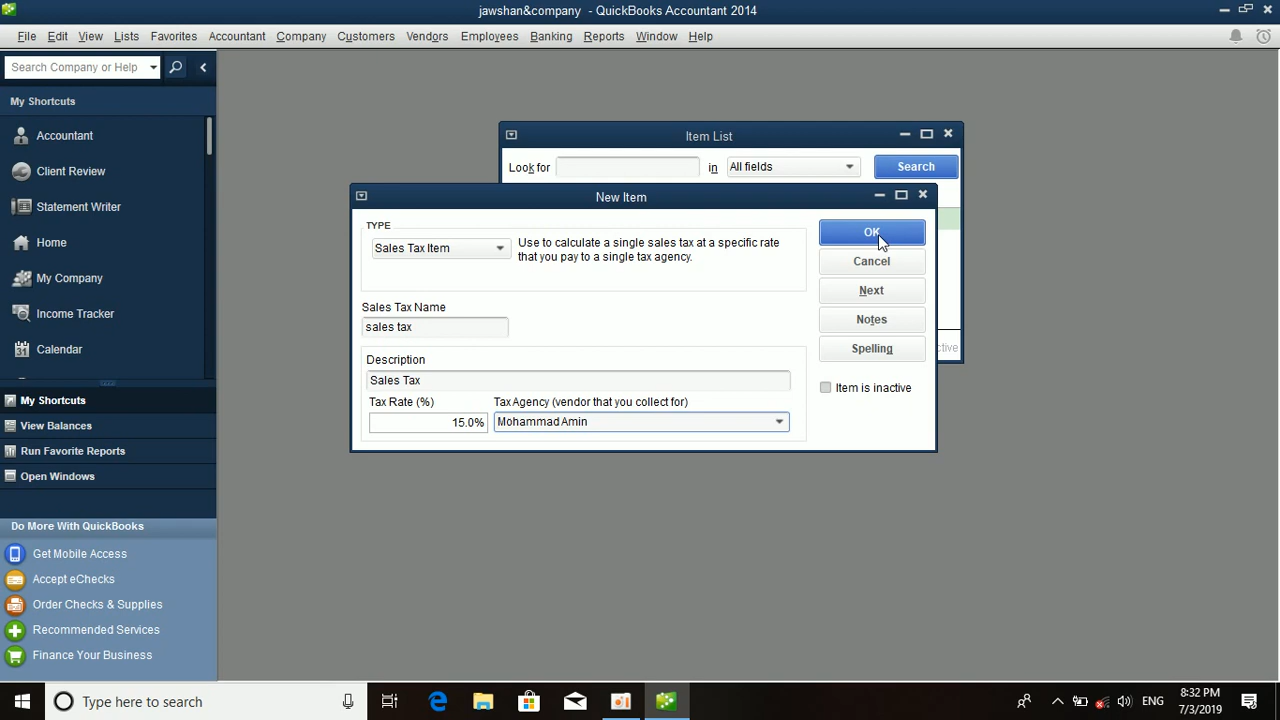 jawshan&company - QuickBooks Accountant 2014
File Edit View Lists Favorites Accountant Company Customers Vendors Employees Banking Reports Window Help
Search Company or Help
My Shortcuts
Accountant
Client Review
Statement Writer
Home
My Company
Income Tracker
Calendar
My Shortcuts
View Balances
Run Favorite Reports
Open Windows
Do More With QuickBooks
Get Mobile Access
Accept eChecks
Order Checks & Supplies
Recommended Services
Finance Your Business
Item List
Look for in All fields Search
New Item
TYPE
Sales Tax Item
Use to calculate a single sales tax at a specific rate
that you pay to a single tax agency.
Sales Tax Name
sales tax
Description
Sales Tax
Tax Rate (%) Tax Agency (vendor that you collect for)
15.0% Mohammad Amin
OK
Cancel
Next
Notes
Spelling
Item is inactive
Type here to search
ENG
8:32 PM
7/3/2019